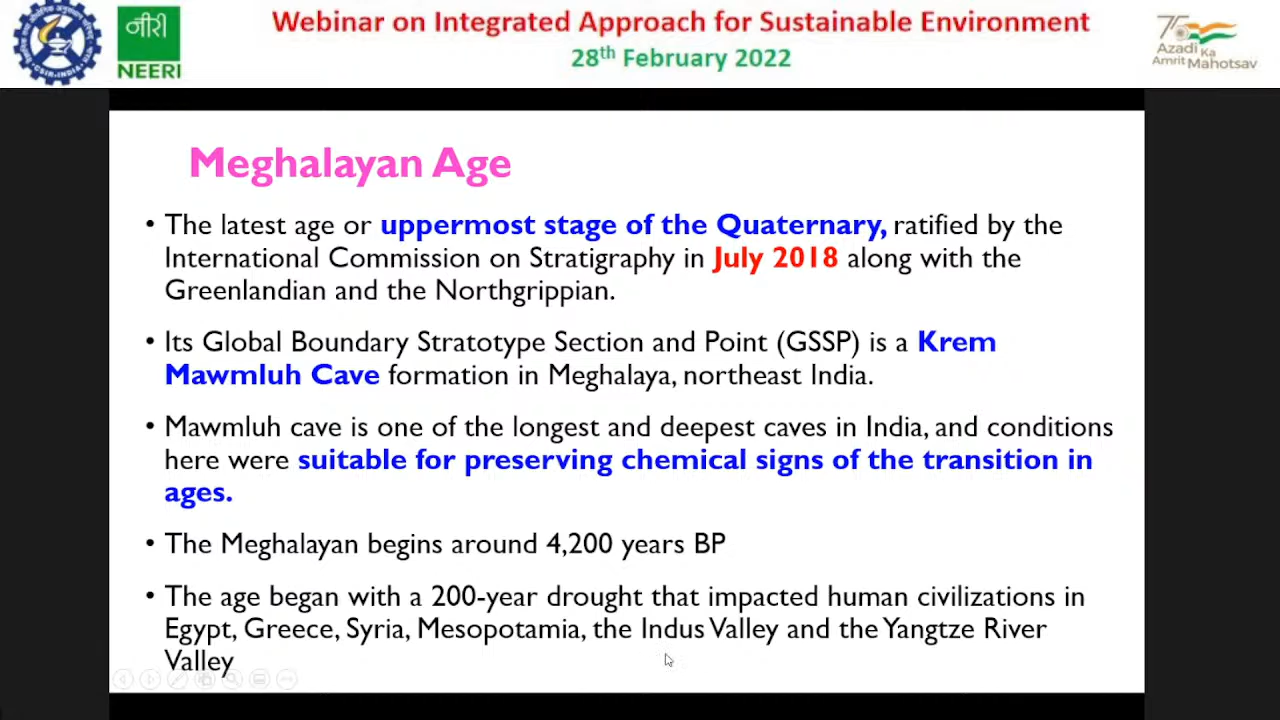 Webinar on Integrated Approach for Sustainable Environment
28th February 2022
CSIR-INDIA
नीरी
NEERI
75
Azadi Ka
Amrit Mahotsav
Meghalayan Age
• The latest age or uppermost stage of the Quaternary, ratified by the
International Commission on Stratigraphy in July 2018 along with the
Greenlandian and the Northgrippian.
• Its Global Boundary Stratotype Section and Point (GSSP) is a Krem
Mawmluh Cave formation in Meghalaya, northeast India.
• Mawmluh cave is one of the longest and deepest caves in India, and conditions
here were suitable for preserving chemical signs of the transition in
ages.
• The Meghalayan begins around 4,200 years BP
• The age began with a 200-year drought that impacted human civilizations in
Egypt, Greece, Syria, Mesopotamia, the Indus Valley and the Yangtze River
Valley